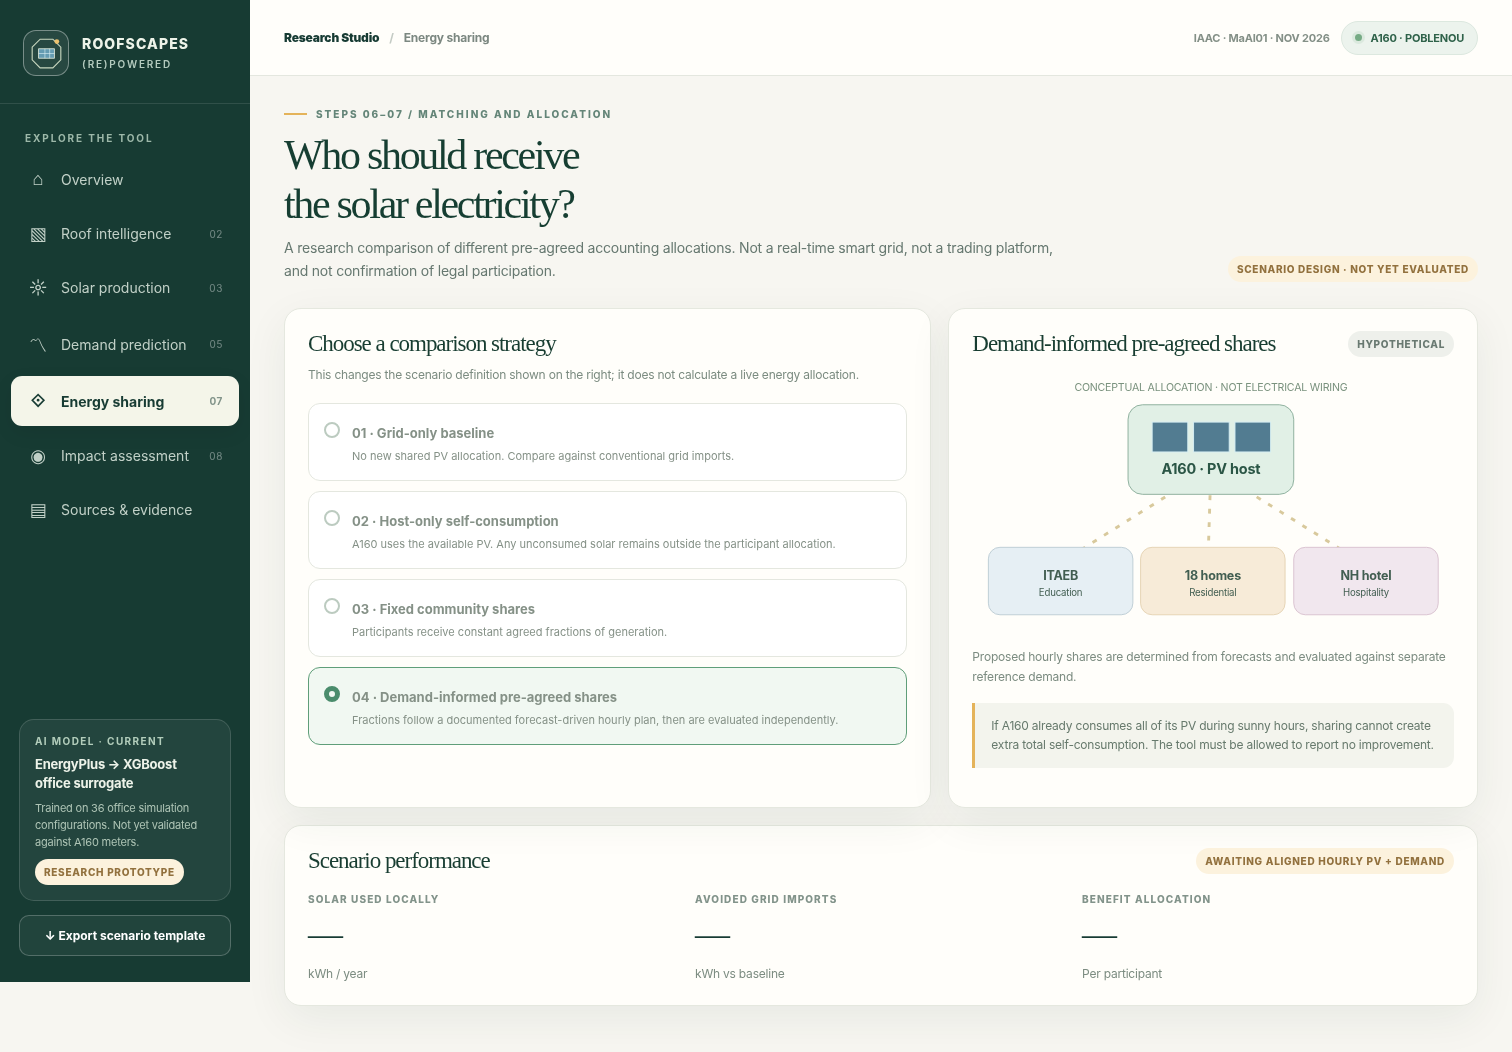 ROOFSCAPES
(RE)POWERED
EXPLORE THE TOOL
Overview
Roof intelligence 02
Solar production 03
Demand prediction 05
Energy sharing 07
Impact assessment 08
Sources & evidence
AI MODEL · CURRENT
EnergyPlus → XGBoost
office surrogate
Trained on 36 office simulation
configurations. Not yet validated
against A160 meters.
RESEARCH PROTOTYPE
↓ Export scenario template
Research Studio / Energy sharing
IAAC · MaAI01 · NOV 2026
A160 · POBLENOU
STEPS 06–07 / MATCHING AND ALLOCATION
Who should receive
the solar electricity?
A research comparison of different pre-agreed accounting allocations. Not a real-time smart grid, not a trading platform,
and not confirmation of legal participation.
SCENARIO DESIGN · NOT YET EVALUATED
Choose a comparison strategy
This changes the scenario definition shown on the right; it does not calculate a live energy allocation.
01 · Grid-only baseline
No new shared PV allocation. Compare against conventional grid imports.
02 · Host-only self-consumption
A160 uses the available PV. Any unconsumed solar remains outside the participant allocation.
03 · Fixed community shares
Participants receive constant agreed fractions of generation.
04 · Demand-informed pre-agreed shares
Fractions follow a documented forecast-driven hourly plan, then are evaluated independently.
Demand-informed pre-agreed shares
HYPOTHETICAL
CONCEPTUAL ALLOCATION · NOT ELECTRICAL WIRING
A160 · PV host
ITAEB
Education
18 homes
Residential
NH hotel
Hospitality
Proposed hourly shares are determined from forecasts and evaluated against separate
reference demand.
If A160 already consumes all of its PV during sunny hours, sharing cannot create
extra total self-consumption. The tool must be allowed to report no improvement.
Scenario performance
AWAITING ALIGNED HOURLY PV + DEMAND
SOLAR USED LOCALLY
—
kWh / year
AVOIDED GRID IMPORTS
—
kWh vs baseline
BENEFIT ALLOCATION
—
Per participant